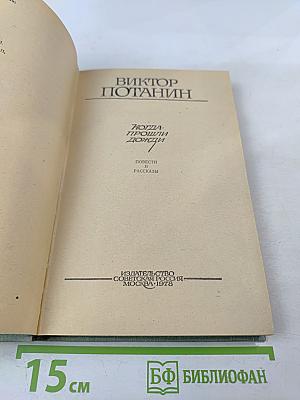 ВИКТОР
ПОТАНИН
КОГДА
ПРОШЛИ
ДОЖДИ
ПОВЕСТИ
И
РАССКАЗЫ
ИЗДАТЕЛЬСТВО
СОВЕТСКАЯ РОССИЯ
МОСКВА • 1978
15 см
БФ БИБЛИОФАН